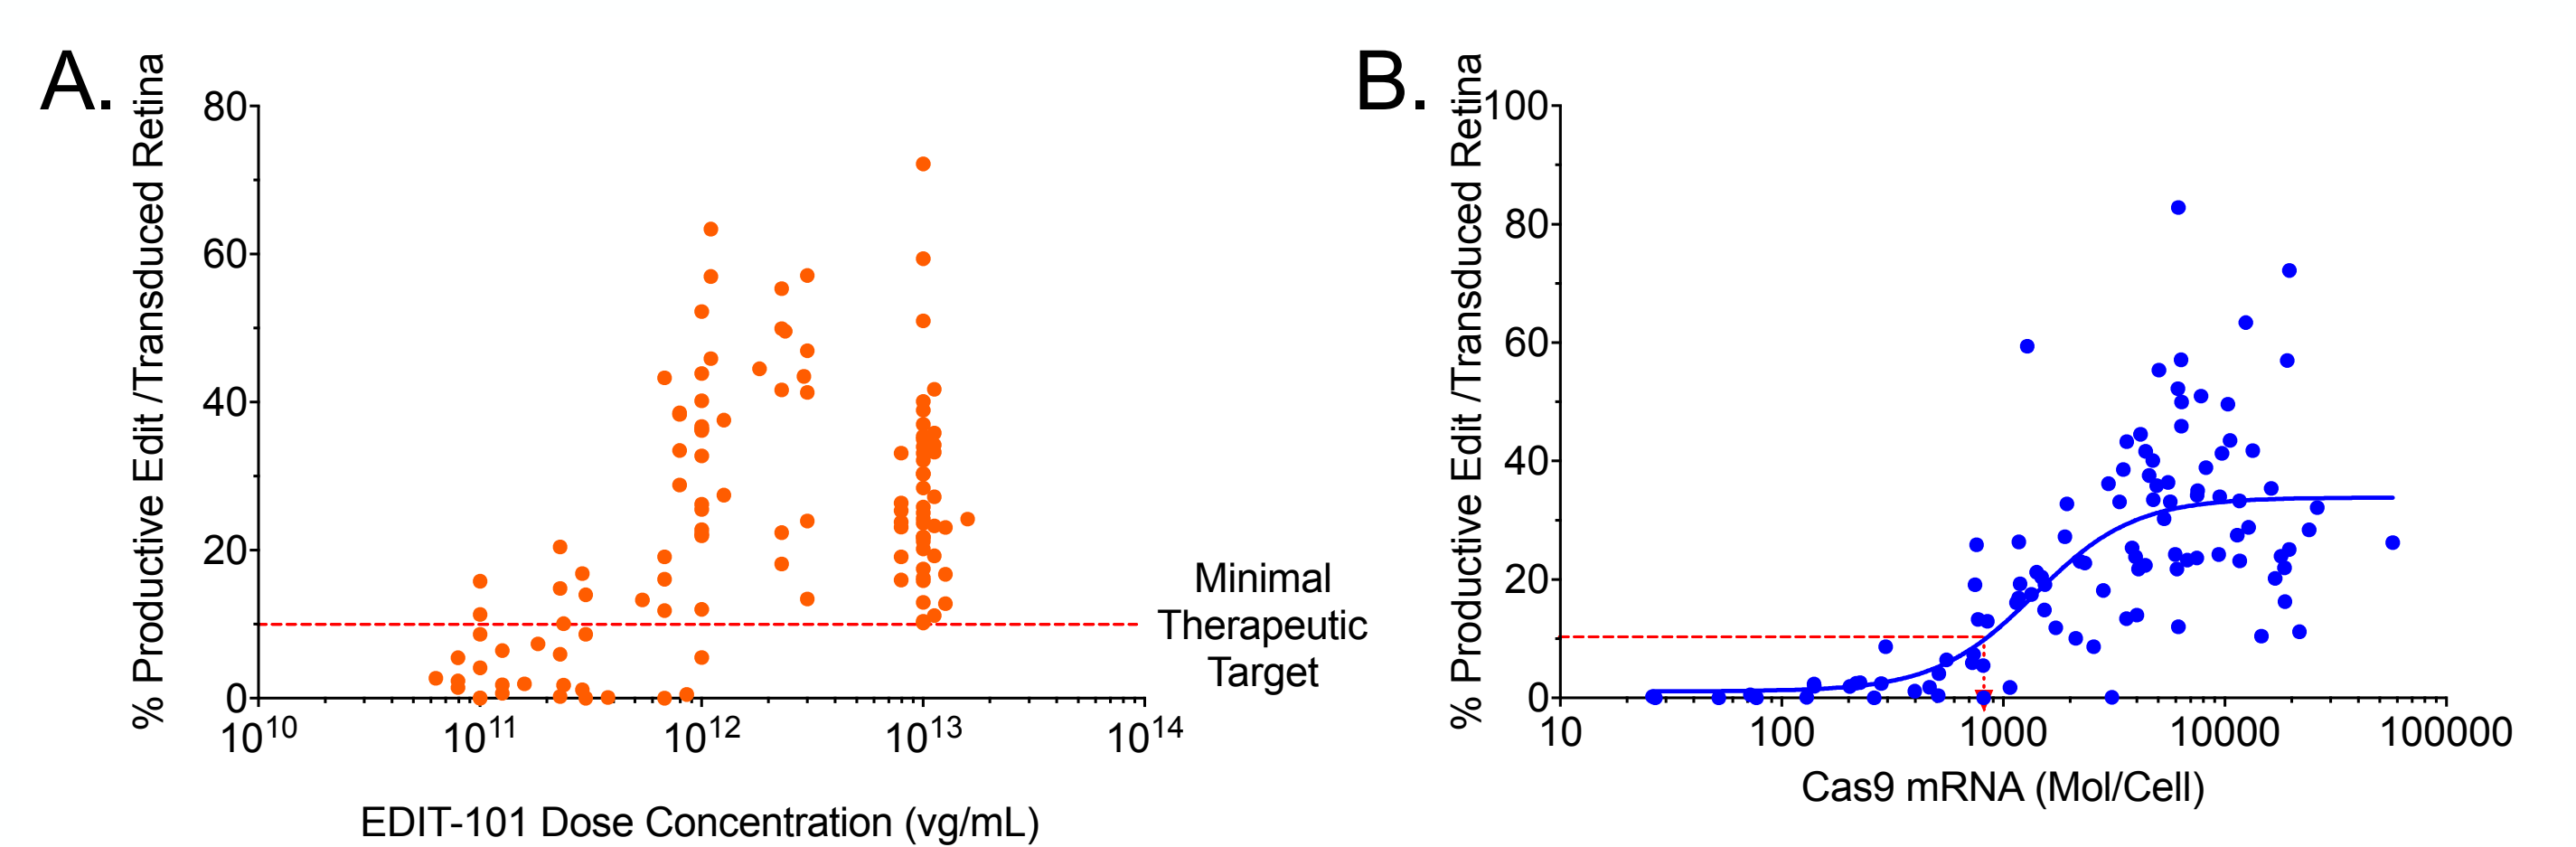 A.
% Productive Edit /Transduced Retina
80
60
40
20
0
10^10 10^11 10^12 10^13 10^14
EDIT-101 Dose Concentration (vg/mL)
Minimal
Therapeutic
Target
B.
% Productive Edit /Transduced Retina
100
80
60
40
20
0
10 100 1000 10000 100000
Cas9 mRNA (Mol/Cell)